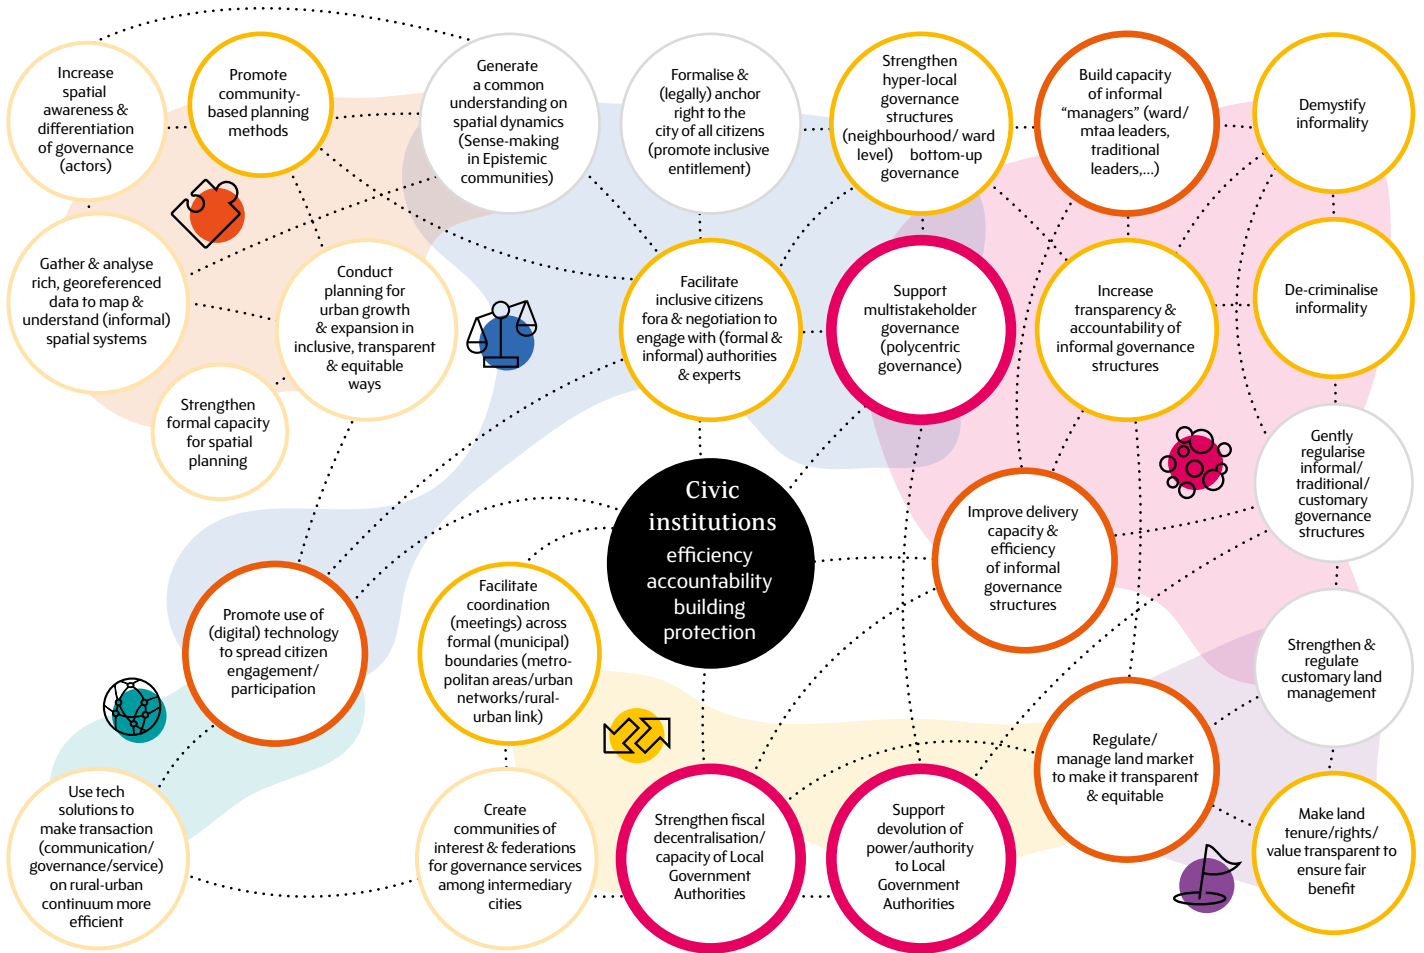 Increase
spatial
awareness &
differentiation
of governance
(actors)
Promote
community-
based planning
methods
Generate
a common
understanding on
spatial dynamics
(Sense-making
in Epistemic
communities)
Formalise &
(legally) anchor
right to the
city of all citizens
(promote inclusive
entitlement)
Strengthen
hyper-local
governance
structures
(neighbourhood/ ward
level) bottom-up
governance
Build capacity
of informal
“managers” (ward/
mtaa leaders,
traditional
leaders,...)
Demystify
informality
Gather & analyse
rich, georeferenced
data to map &
understand (informal)
spatial systems
Conduct
planning for
urban growth
& expansion in
inclusive, transparent
& equitable
ways
Facilitate
inclusive citizens
fora & negotiation to
engage with (formal &
informal) authorities
& experts
Support
multistakeholder
governance
(polycentric
governance)
Increase
transparency &
accountability of
informal governance
structures
De-criminalise
informality
Strengthen
formal capacity
for spatial
planning
Gently
regularise
informal/
traditional/
customary
governance
structures
Civic
institutions
efficiency
accountability
building
protection
Improve delivery
capacity &
efficiency
of informal
governance
structures
Promote use of
(digital) technology
to spread citizen
engagement/
participation
Facilitate
coordination
(meetings) across
formal (municipal)
boundaries (metro-
politan areas/urban
networks/rural-
urban link)
Strengthen &
regulate
customary land
management
Regulate/
manage land market
to make it transparent
& equitable
Use tech
solutions to
make transaction
(communication/
governance/service)
on rural-urban
continuum more
efficient
Create
communities of
interest & federations
for governance services
among intermediary
cities
Strengthen fiscal
decentralisation/
capacity of Local
Government
Authorities
Support
devolution of
power/authority
to Local
Government
Authorities
Make land
tenure/rights/
value transparent to
ensure fair
benefit